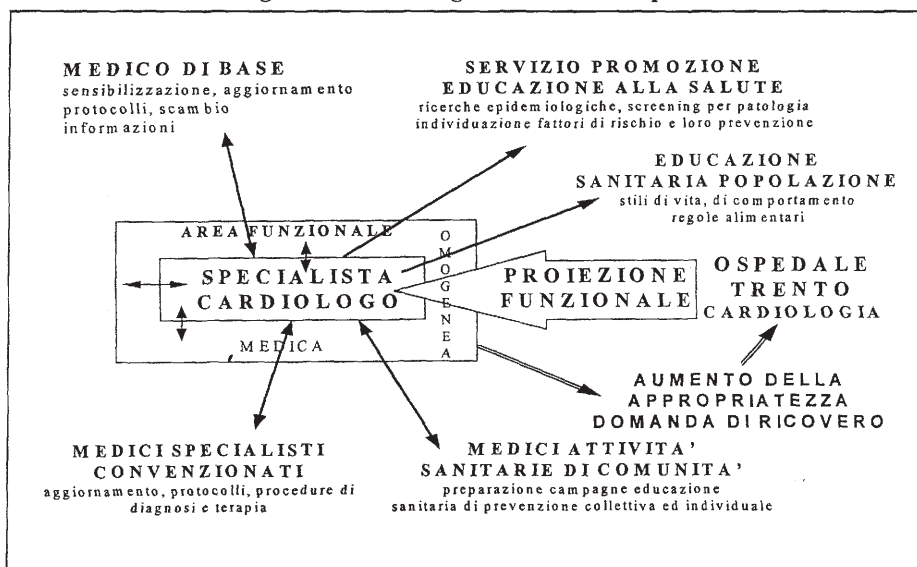 MEDICO DI BASE
sensibilizzazione, aggiornamento
protocolli, scambio
informazioni
SERVIZIO PROMOZIONE
EDUCAZIONE ALLA SALUTE
ricerche epidemiologiche, screening per patologia
individuazione fattori di rischio e loro prevenzione
EDUCAZIONE
SANITARIA POPOLAZIONE
stili di vita, di comportamento
regole alimentari
AREA FUNZIONALE
OMOGENEA
SPECIALISTA
CARDIOLOGO
MEDICA
PROIEZIONE
FUNZIONALE
OSPEDALE
TRENTO
CARDIOLOGIA
AUMENTO DELLA
APPROPRIATEZZA
DOMANDA DI RICOVERO
MEDICI SPECIALISTI
CONVENZIONATI
aggiornamento, protocolli, procedure di
diagnosi e terapia
MEDICI ATTIVITA'
SANITARIE DI COMUNITA'
preparazione campagne educazione
sanitaria di prevenzione collettiva ed individuale